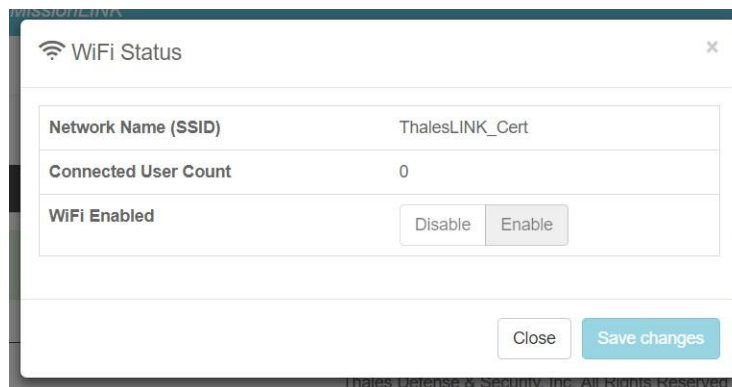 MissionLINK
WiFi Status ×
Network Name (SSID) ThalesLINK_Cert
Connected User Count 0
WiFi Enabled Disable Enable
Close Save changes
Thales Defense & Security, Inc. All Rights Reserved